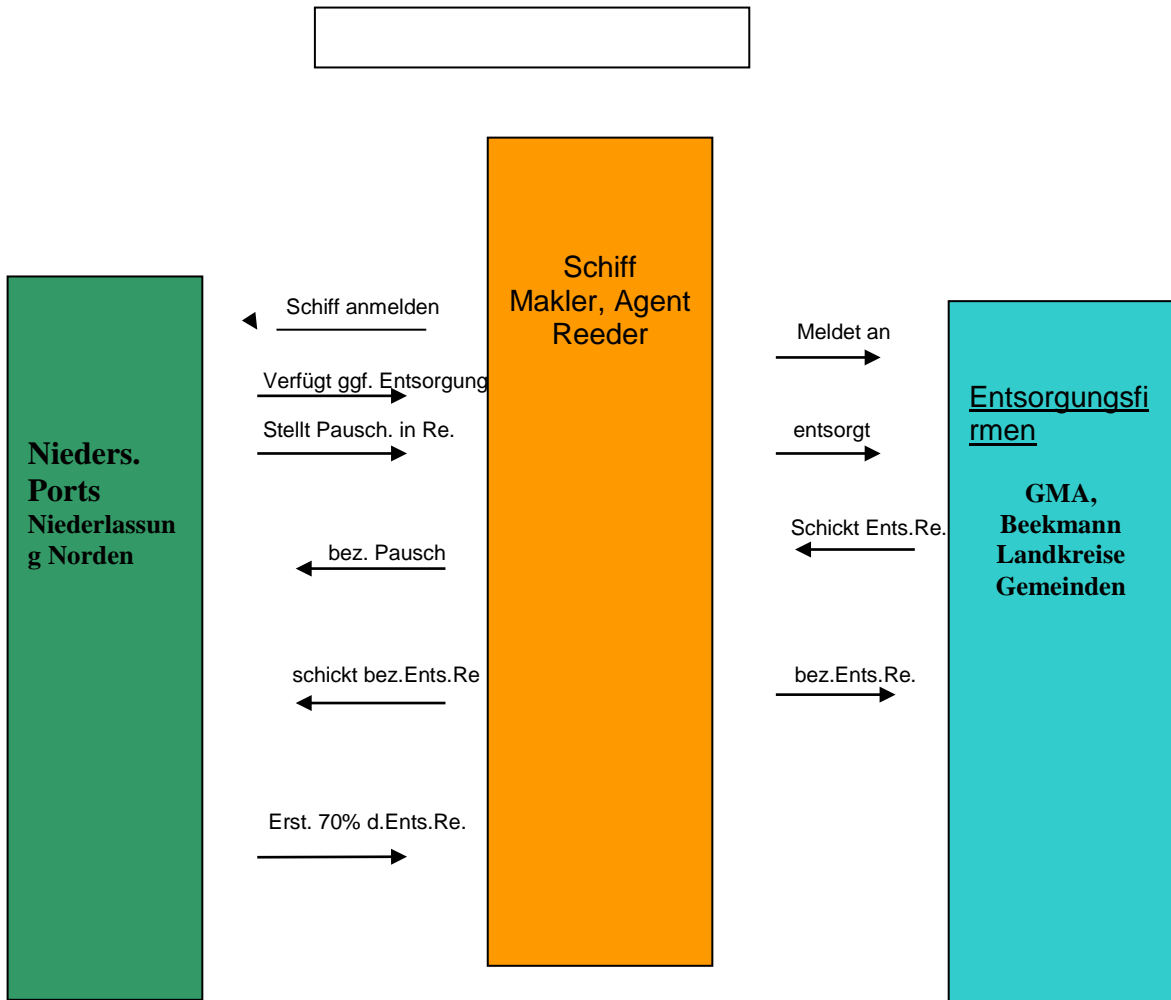 Schiff
Makler, Agent
Reeder
Schiff anmelden
Verfügt ggf. Entsorgung
Stellt Pausch. in Re.
bez. Pausch
schickt bez.Ents.Re
Erst. 70% d.Ents.Re.
Nieders.
Ports
Niederlassun
g Norden
Meldet an
entsorgt
Schickt Ents.Re.
bez.Ents.Re.
Entsorgungsfi
rmen
GMA,
Beekmann
Landkreise
Gemeinden